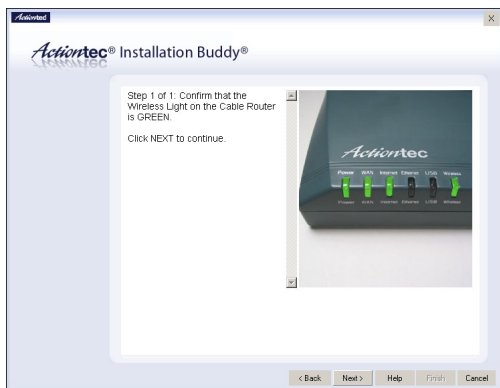 Actiontec
X
Actiontec® Installation Buddy®
Step 1 of 1: Confirm that the
Wireless Light on the Cable Router
is GREEN.
Click NEXT to continue.
Actiontec
Power WAN Internet Ethernet USB Wireless
Power WAN Internet Ethernet USB Wireless
< Back Next > Help Finish Cancel